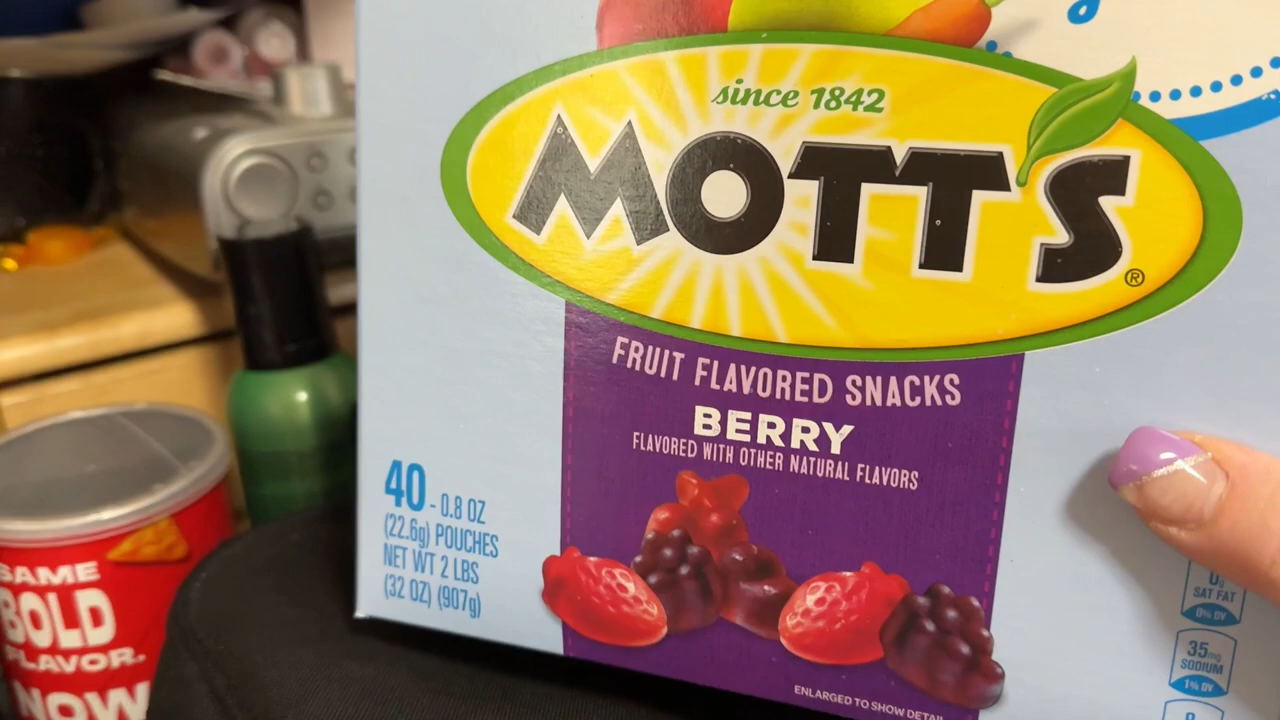 since 1842
MOTT'S
®
FRUIT FLAVORED SNACKS
BERRY
FLAVORED WITH OTHER NATURAL FLAVORS
40 - 0.8 OZ
(22.6g) POUCHES
NET WT 2 LBS
(32 OZ) (907g)
ENLARGED TO SHOW DETAIL
0g
SAT FAT
0% DV
35mg
SODIUM
1% DV
SAME
BOLD
FLAVOR.
NOW